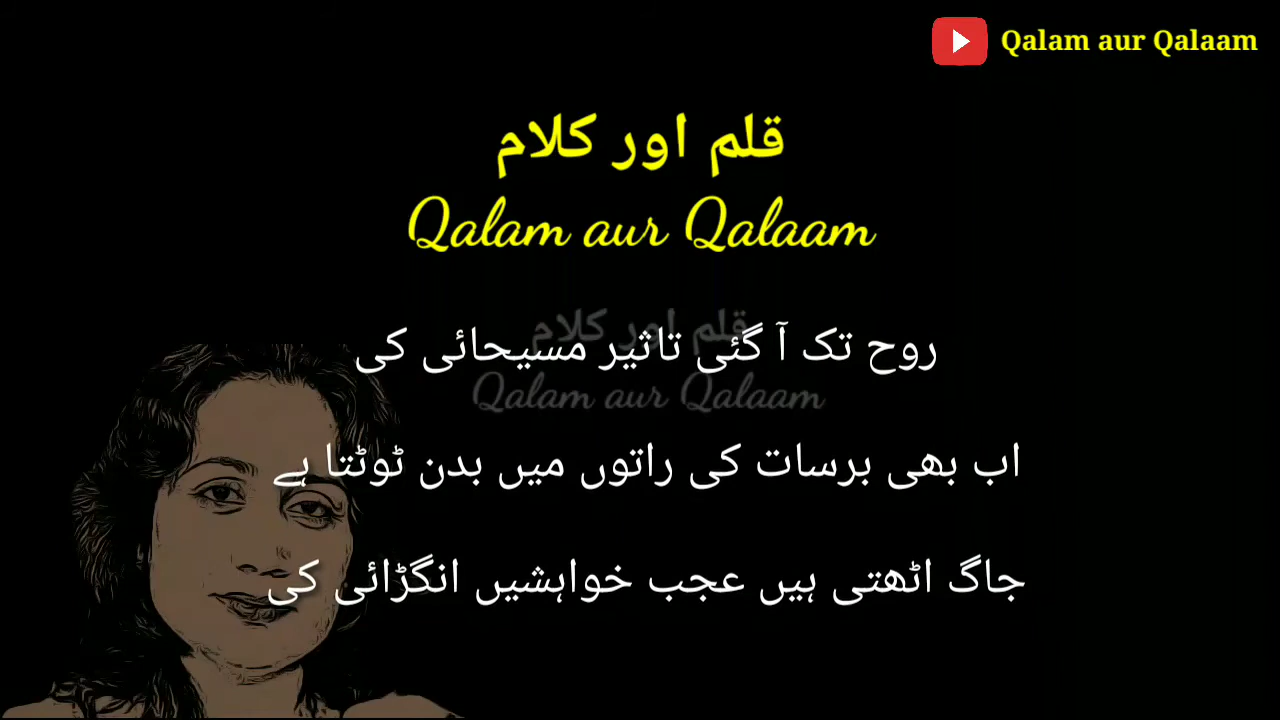 Qalam aur Qalaam
قلم اور کلام
Qalam aur Qalaam
قلم اور کلام
روح تک آ گئی تاثیر مسیحائی کی
Qalam aur Qalaam
اب بھی برسات کی راتوں میں بدن ٹوٹتا ہے
جاگ اٹھتی ہیں عجب خواہشیں انگڑائی کی